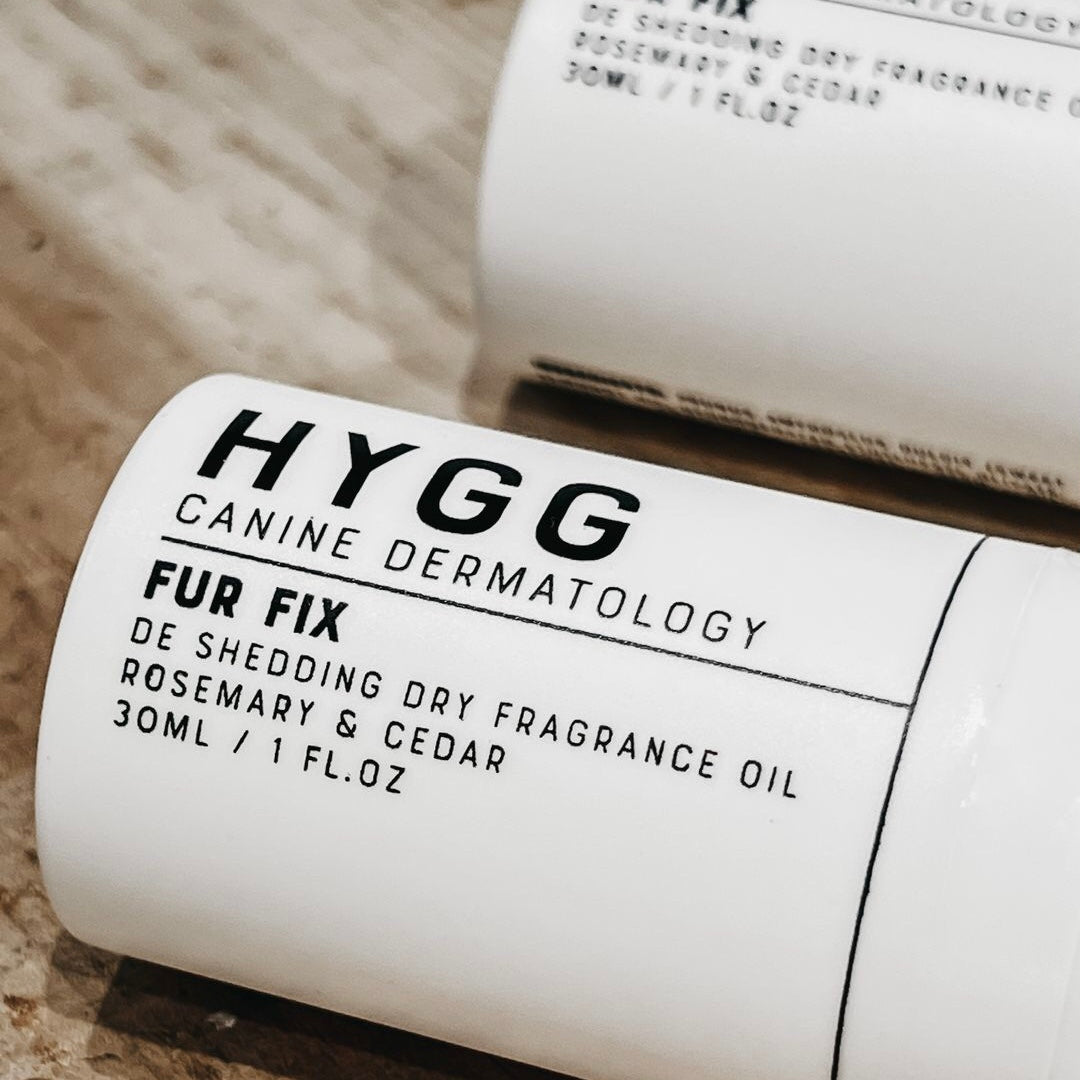 FIX
MATOLOGY
DE SHEDDING DRY FRAGRANCE
ROSEMARY & CEDAR
30ML / 1 FL.OZ
HYGG
CANINE DERMATOLOGY
FUR FIX
DE SHEDDING DRY FRAGRANCE OIL
ROSEMARY & CEDAR
30ML / 1 FL.OZ